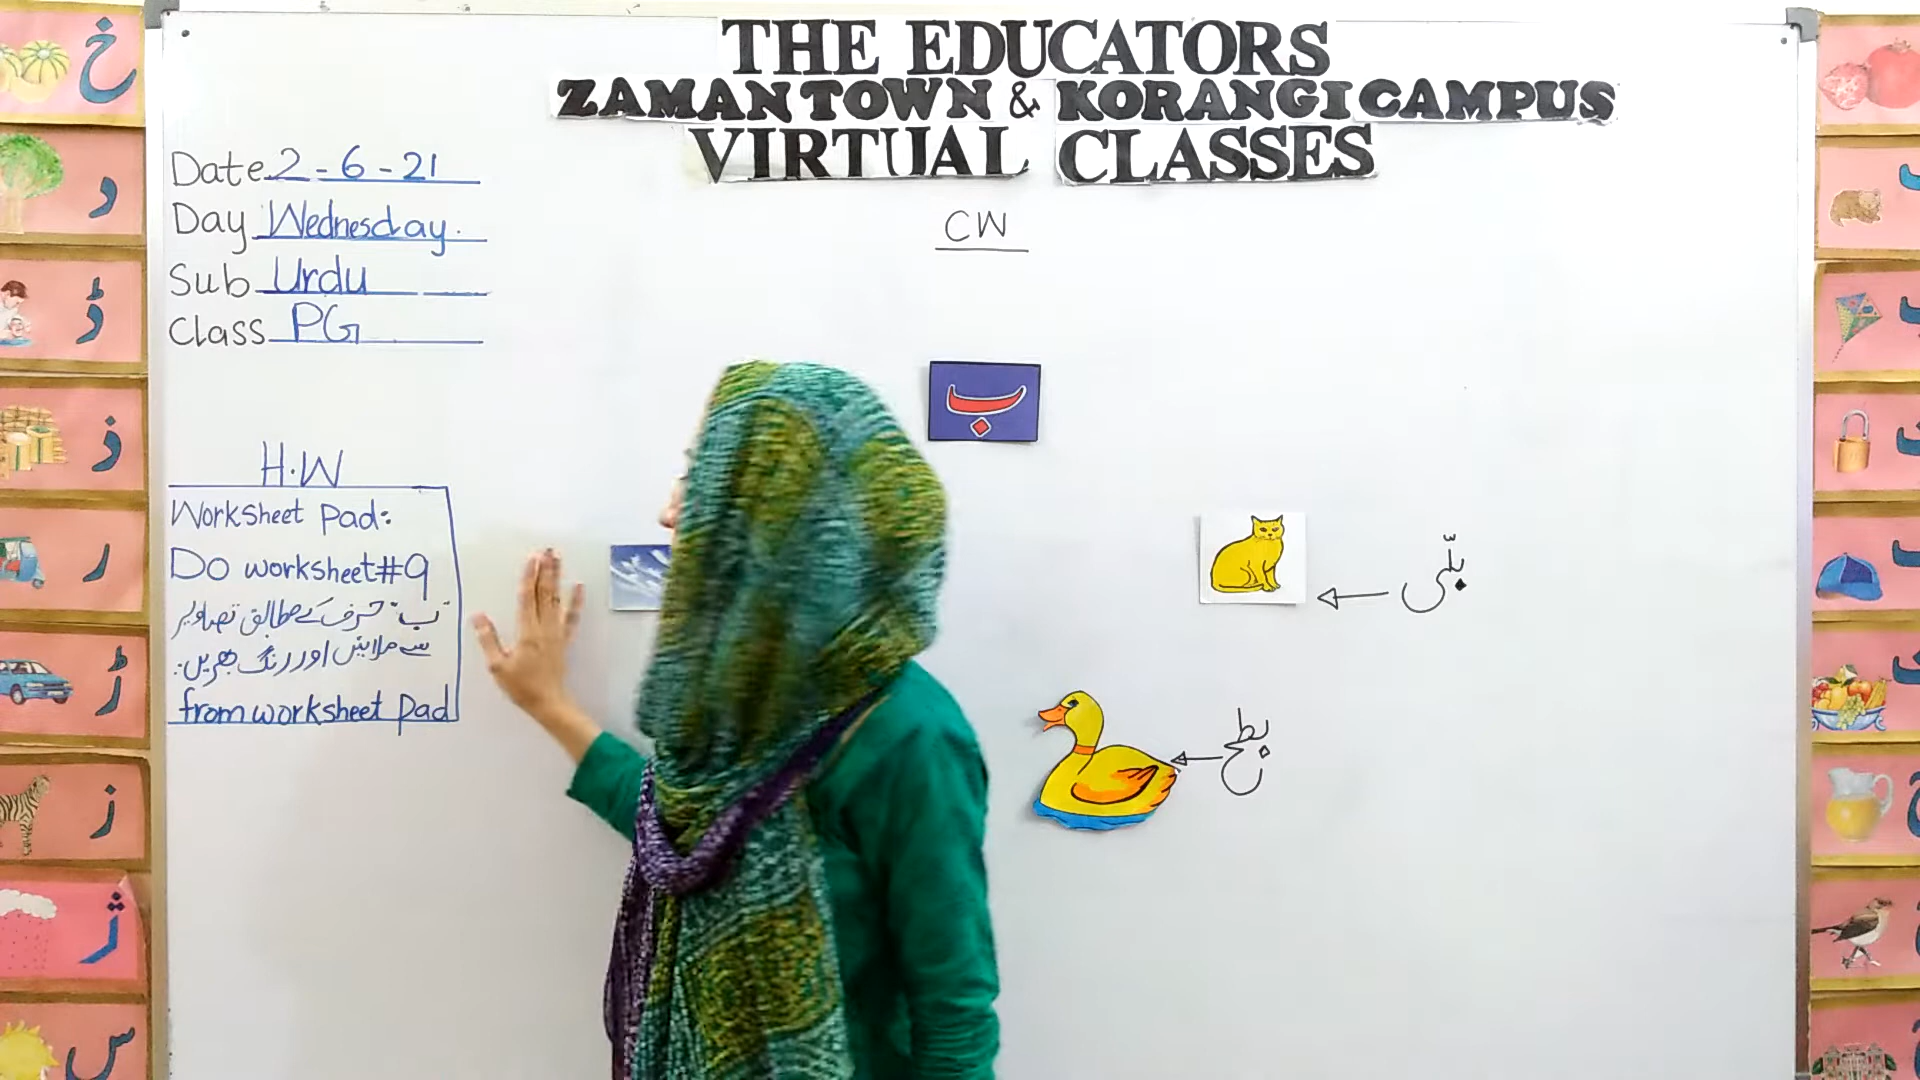 THE EDUCATORS
ZAMAN TOWN & KORANGI CAMPUS
VIRTUAL CLASSES
Date 2-6-21
Day Wednesday.
Sub Urdu
Class PG
CW
ب
H.W
Worksheet Pad:
Do worksheet#9
"ب" حرف کے مطابق تصاویر
سے ملایئں اور رنگ بھریں:
from worksheet Pad
بلّی
بطخ
خ
د
ڈ
ذ
ر
ڑ
ز
ژ
س